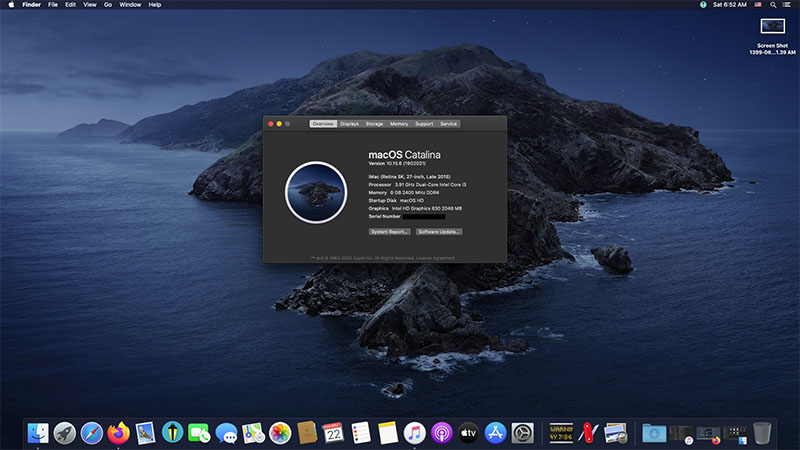 Finder File Edit View Go Window Help
Sat 6:52 AM
Screen Shot
1399-06...1.39 AM
Overview Displays Storage Memory Support Service
macOS Catalina
Version 10.15.6 (19G2021)
iMac (Retina 5K, 27-inch, Late 2015)
Processor 3.91 GHz Dual-Core Intel Core i3
Memory 8 GB 2400 MHz DDR4
Startup Disk macOS HD
Graphics Intel HD Graphics 630 2048 MB
Serial Number
System Report...
Software Update...
™ and © 1983-2020 Apple Inc. All Rights Reserved. License Agreement
22
tv